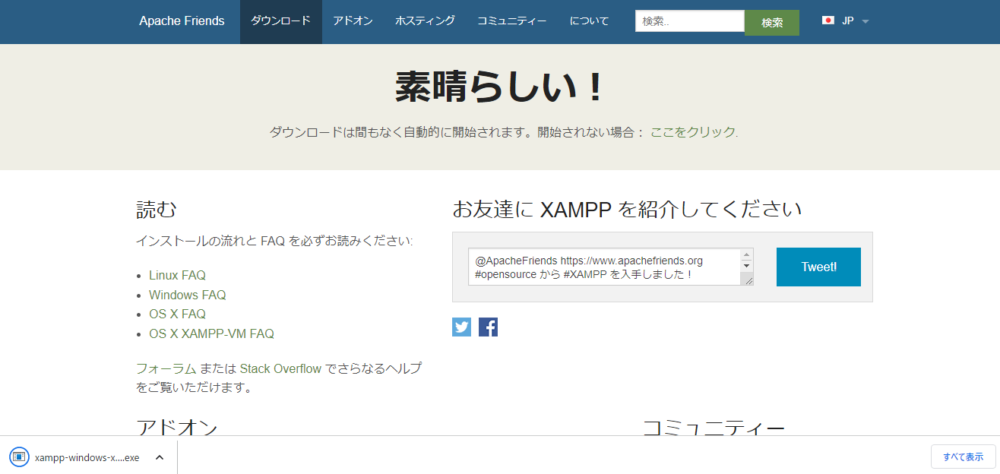 Apache Friends ダウンロード アドオン ホスティング コミュニティー について 検索.. 検索 JP
素晴らしい！
ダウンロードは間もなく自動的に開始されます。開始されない場合： ここをクリック.
読む
インストールの流れと FAQ を必ずお読みください:
Linux FAQ
Windows FAQ
OS X FAQ
OS X XAMPP-VM FAQ
フォーラム または Stack Overflow でさらなるヘルプ
をご覧いただけます。
お友達に XAMPP を紹介してください
@ApacheFriends https://www.apachefriends.org
#opensource から #XAMPP を入手しました！
Tweet!
アドオン
コミュニティー
xampp-windows-x....exe
すべて表示